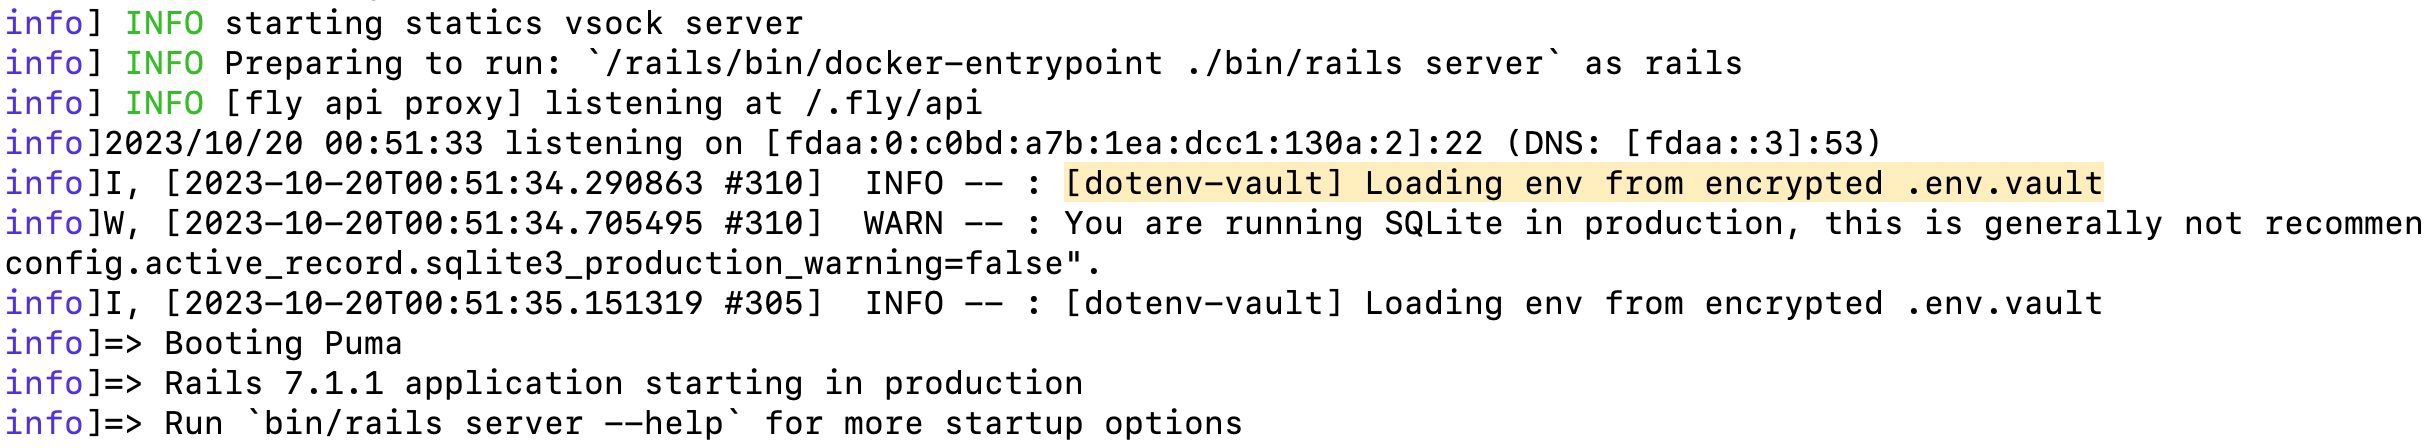 info] INFO starting statics vsock server
info] INFO Preparing to run: `/rails/bin/docker-entrypoint ./bin/rails server` as rails
info] INFO [fly api proxy] listening at /.fly/api
info]2023/10/20 00:51:33 listening on [fdaa:0:c0bd:a7b:1ea:dcc1:130a:2]:22 (DNS: [fdaa::3]:53)
info]I, [2023-10-20T00:51:34.290863 #310]  INFO -- : [dotenv-vault] Loading env from encrypted .env.vault
info]W, [2023-10-20T00:51:34.705495 #310]  WARN -- : You are running SQLite in production, this is generally not recommen
config.active_record.sqlite3_production_warning=false".
info]I, [2023-10-20T00:51:35.151319 #305]  INFO -- : [dotenv-vault] Loading env from encrypted .env.vault
info]=> Booting Puma
info]=> Rails 7.1.1 application starting in production
info]=> Run `bin/rails server --help` for more startup options